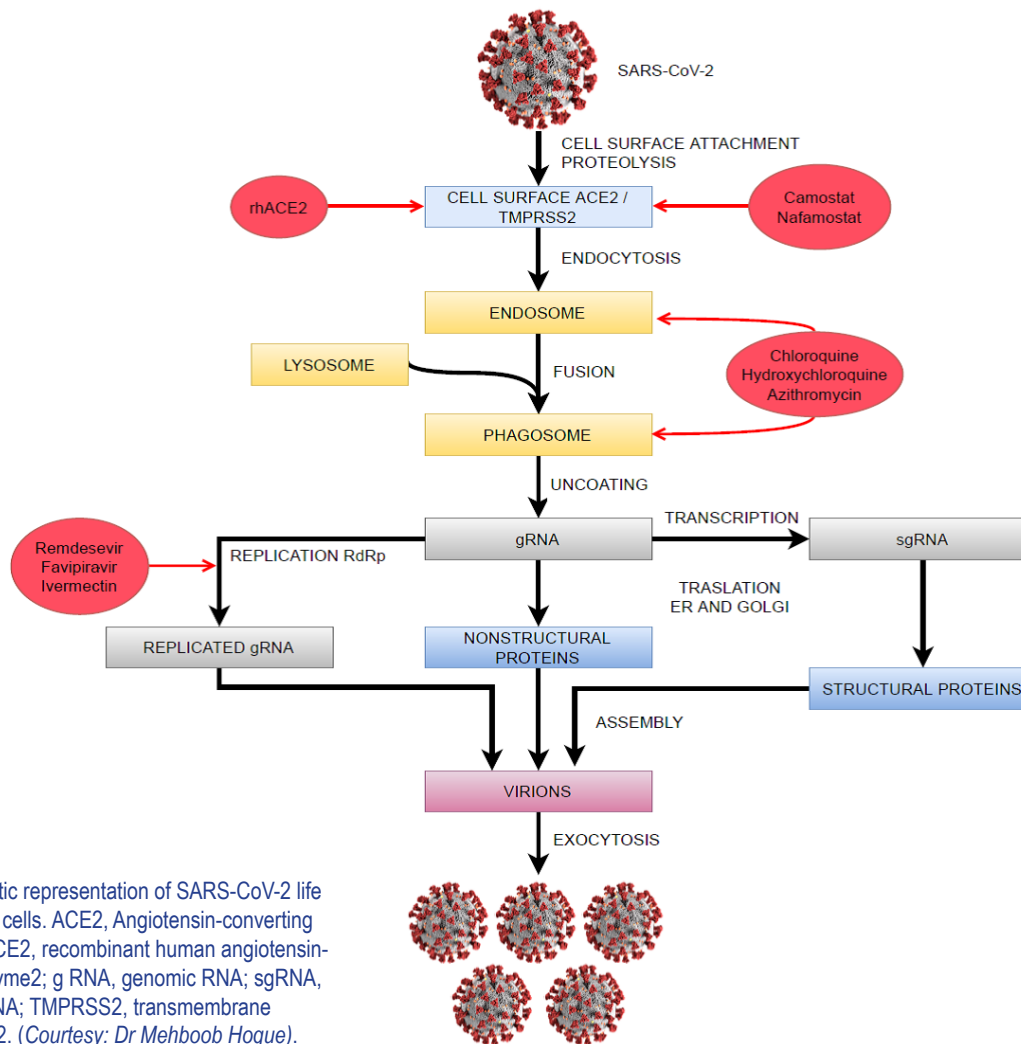 SARS-CoV-2
CELL SURFACE ATTACHMENT
PROTEOLYSIS
rhACE2
CELL SURFACE ACE2 /
TMPRSS2
Camostat
Nafamostat
ENDOCYTOSIS
ENDOSOME
LYSOSOME
FUSION
Chloroquine
Hydroxychloroquine
Azithromycin
PHAGOSOME
UNCOATING
Remdesevir
Favipiravir
Ivermectin
REPLICATION RdRp
gRNA
TRANSCRIPTION
sgRNA
TRASLATION
ER AND GOLGI
REPLICATED gRNA
NONSTRUCTURAL
PROTEINS
STRUCTURAL PROTEINS
ASSEMBLY
VIRIONS
EXOCYTOSIS
tic representation of SARS-CoV-2 life
cells. ACE2, Angiotensin-converting
CE2, recombinant human angiotensin-
yme2; g RNA, genomic RNA; sgRNA,
NA; TMPRSS2, transmembrane
2. (Courtesy: Dr Mehboob Hoque).